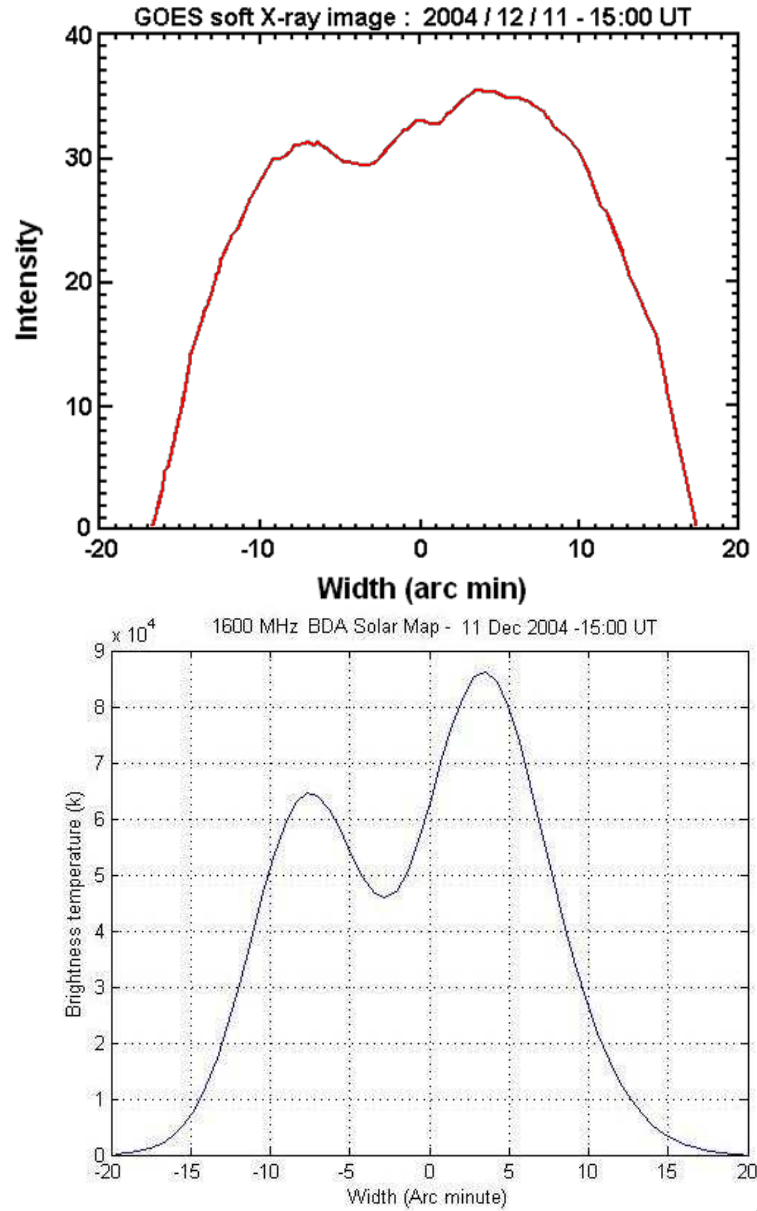 GOES soft X-ray image : 2004 / 12 / 11 - 15:00 UT
40
30
20
10
0
Intensity
-20 -10 0 10 20
Width (arc min)
x 10^4 1600 MHz BDA Solar Map - 11 Dec 2004 -15:00 UT
9
8
7
6
5
4
3
2
1
0
Brightness temperature (k)
-20 -15 -10 -5 0 5 10 15 20
Width (Arc minute)